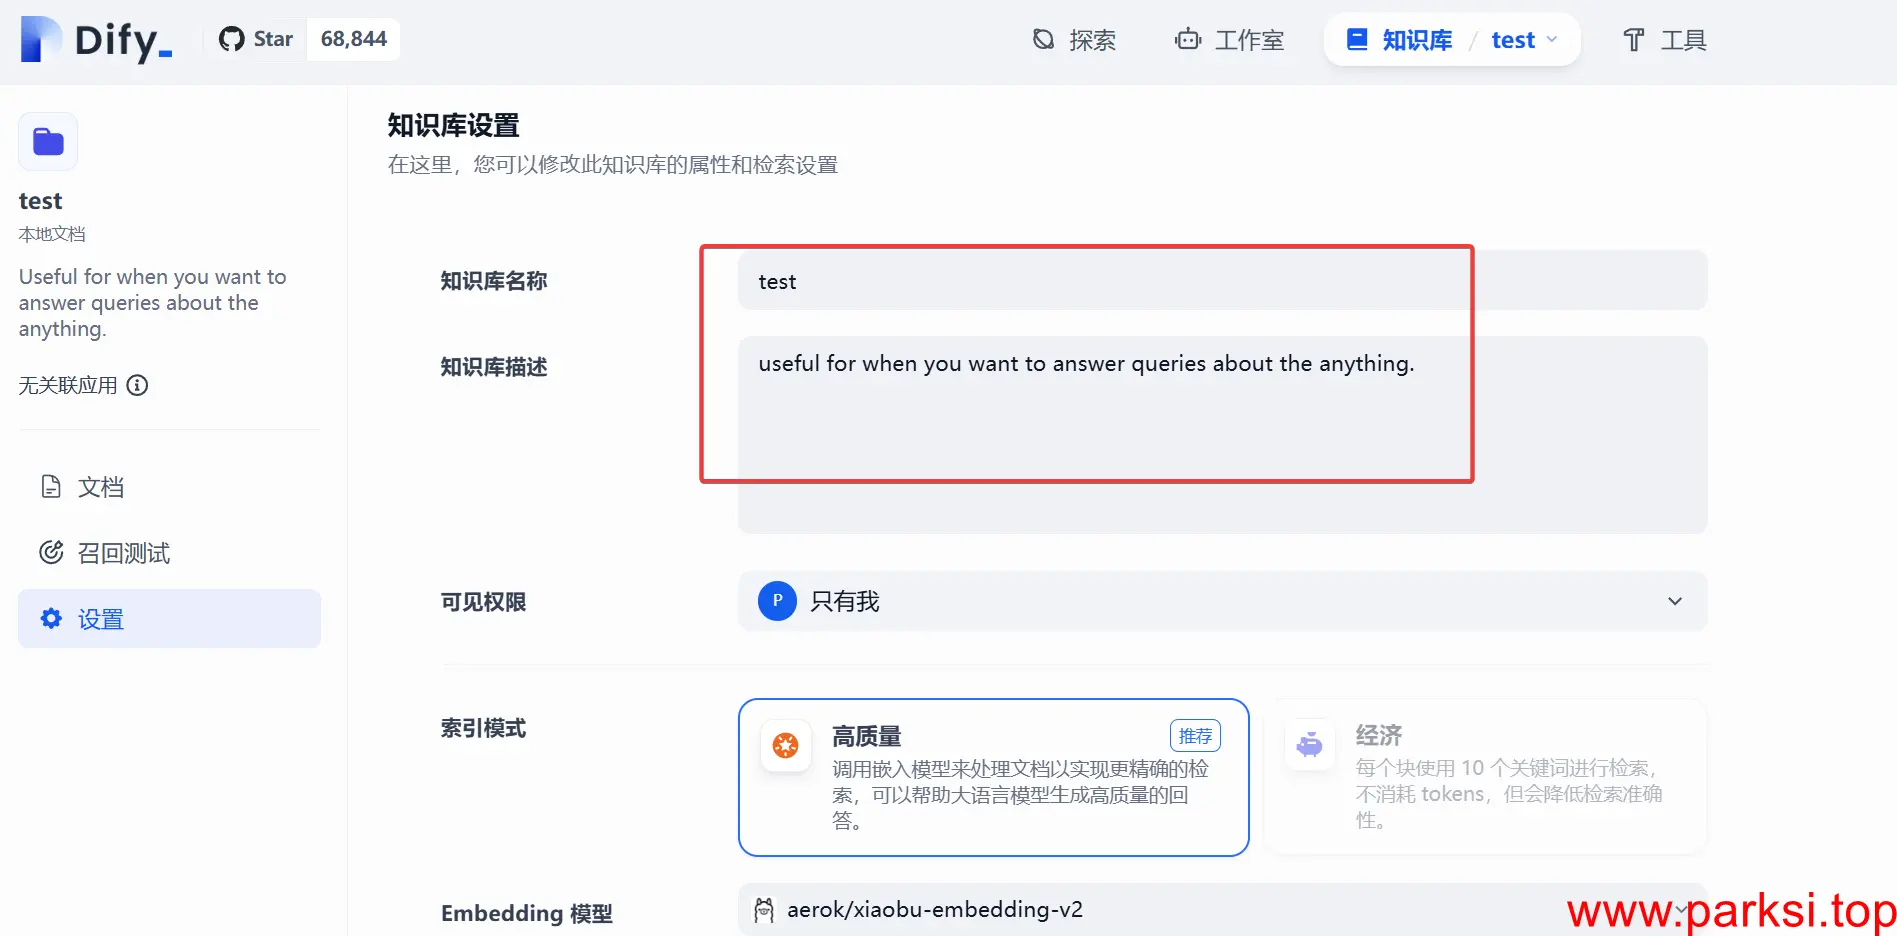 Dify_
Star 68,844
探索
工作室
知识库 / test
工具
test
本地文档
Useful for when you want to
answer queries about the
anything.
无关联应用
文档
召回测试
设置
知识库设置
在这里，您可以修改此知识库的属性和检索设置
知识库名称
test
知识库描述
useful for when you want to answer queries about the anything.
可见权限
P 只有我
索引模式
高质量
推荐
调用嵌入模型来处理文档以实现更精确的检
索，可以帮助大语言模型生成高质量的回
答。
经济
每个块使用 10 个关键词进行检索，
不消耗 tokens，但会降低检索准确
性。
Embedding 模型
aerok/xiaobu-embedding-v2
www.parksi.top